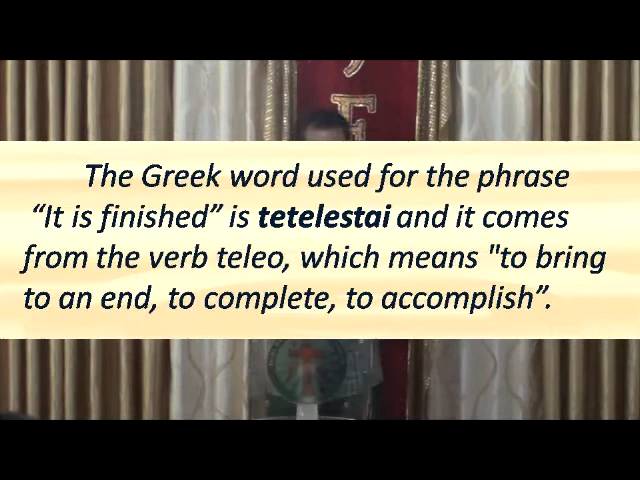 The Greek word used for the phrase
“It is finished” is tetelestai and it comes
from the verb teleo, which means "to bring
to an end, to complete, to accomplish”.